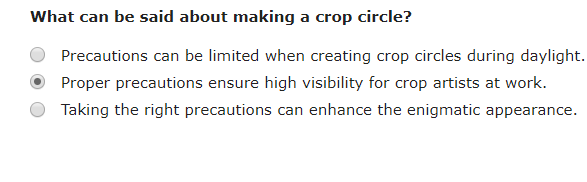 What can be said about making a crop circle?
Precautions can be limited when creating crop circles during daylight.
Proper precautions ensure high visibility for crop artists at work.
Taking the right precautions can enhance the enigmatic appearance.